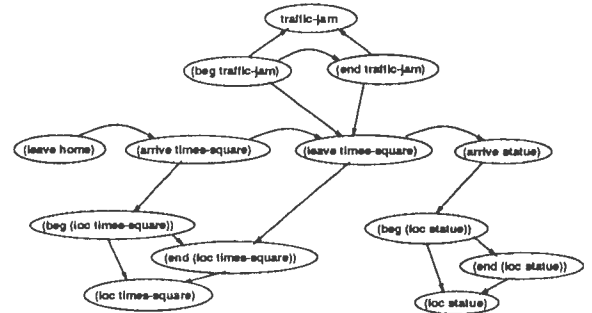 traffic-jam
(beg traffic-jam)
(end traffic-jam)
(leave home)
(arrive times-square)
(leave times-square)
(arrive statue)
(beg (loc times-square))
(end (loc times-square))
(loc times-square)
(beg (loc statue))
(end (loc statue))
(loc statue)